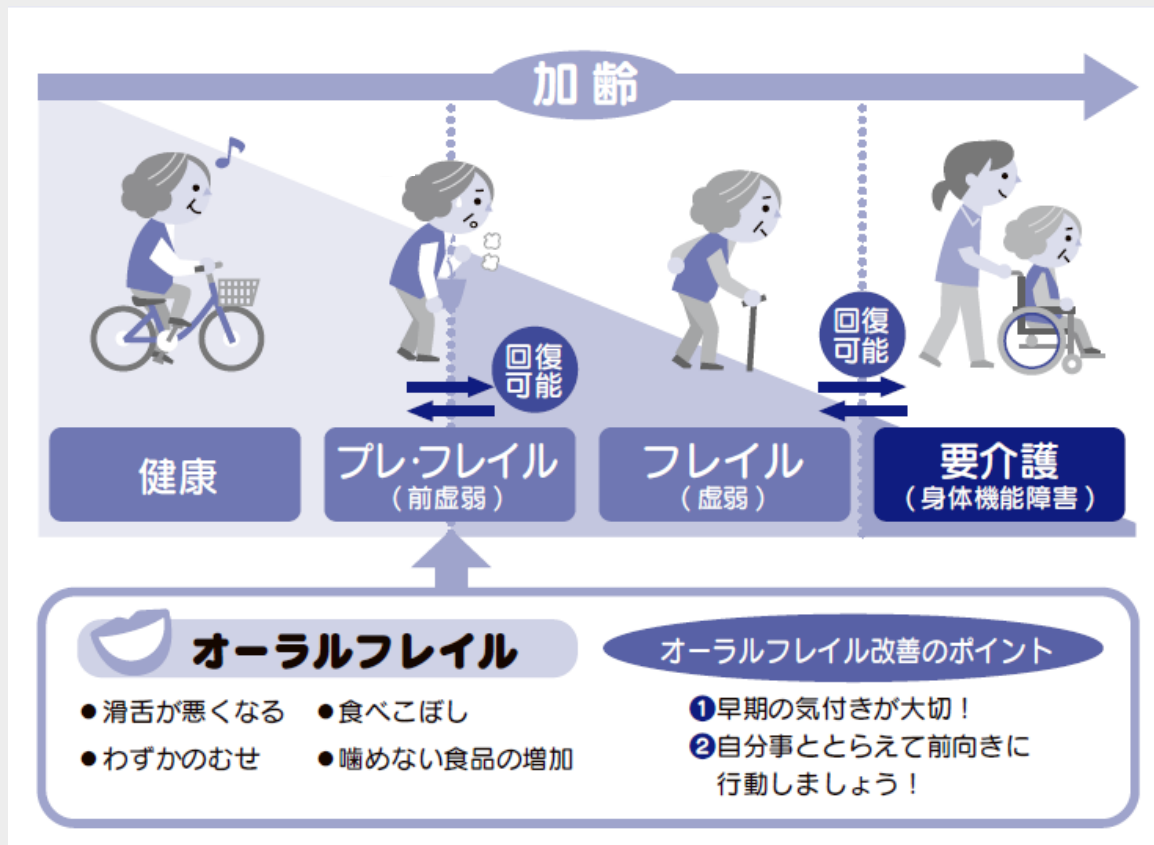 加齢
回復
可能
回復
可能
健康
プレ・フレイル
（前虚弱）
フレイル
（虚弱）
要介護
（身体機能障害）
オーラルフレイル
●滑舌が悪くなる
●食べこぼし
●わずかのむせ
●噛めない食品の増加
オーラルフレイル改善のポイント
❶早期の気付きが大切！
❷自分事ととらえて前向きに
行動しましょう！